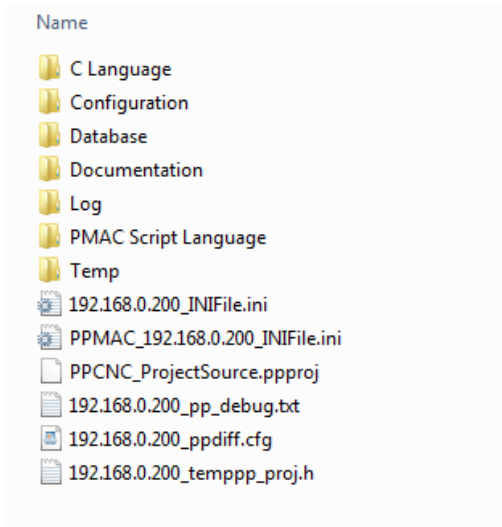 Name
C Language
Configuration
Database
Documentation
Log
PMAC Script Language
Temp
192.168.0.200_INIFile.ini
PPMAC_192.168.0.200_INIFile.ini
PPCNC_ProjectSource.ppproj
192.168.0.200_pp_debug.txt
192.168.0.200_ppdiff.cfg
192.168.0.200_temppp_proj.h